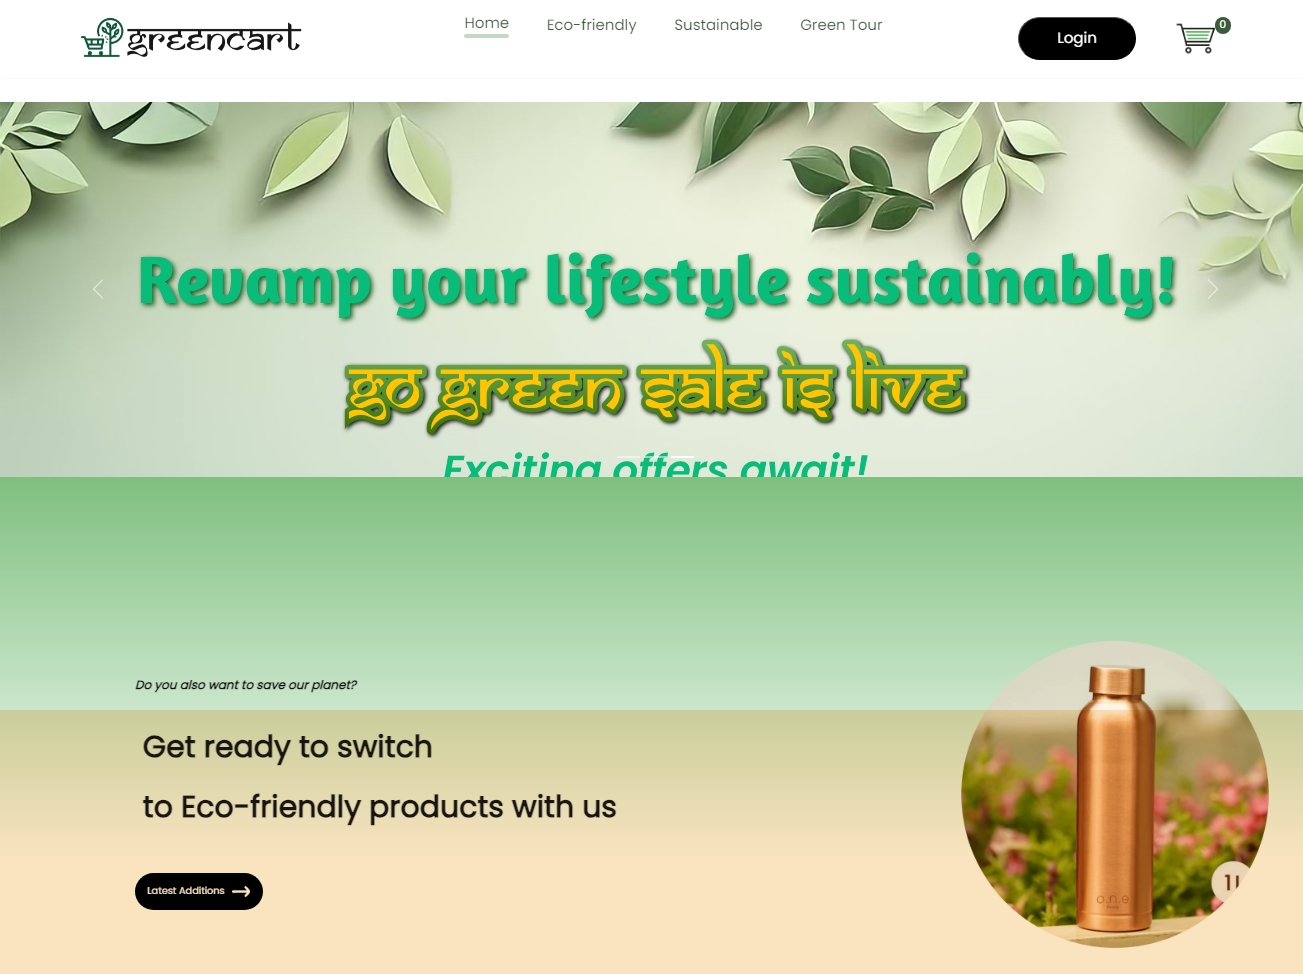 greencart
Home
Eco-friendly
Sustainable
Green Tour
Login
0
Revamp your lifestyle sustainably!
go green sale is live
Exciting offers await!
Do you also want to save our planet?
Get ready to switch
to Eco-friendly products with us
Latest Additions
o.n.e